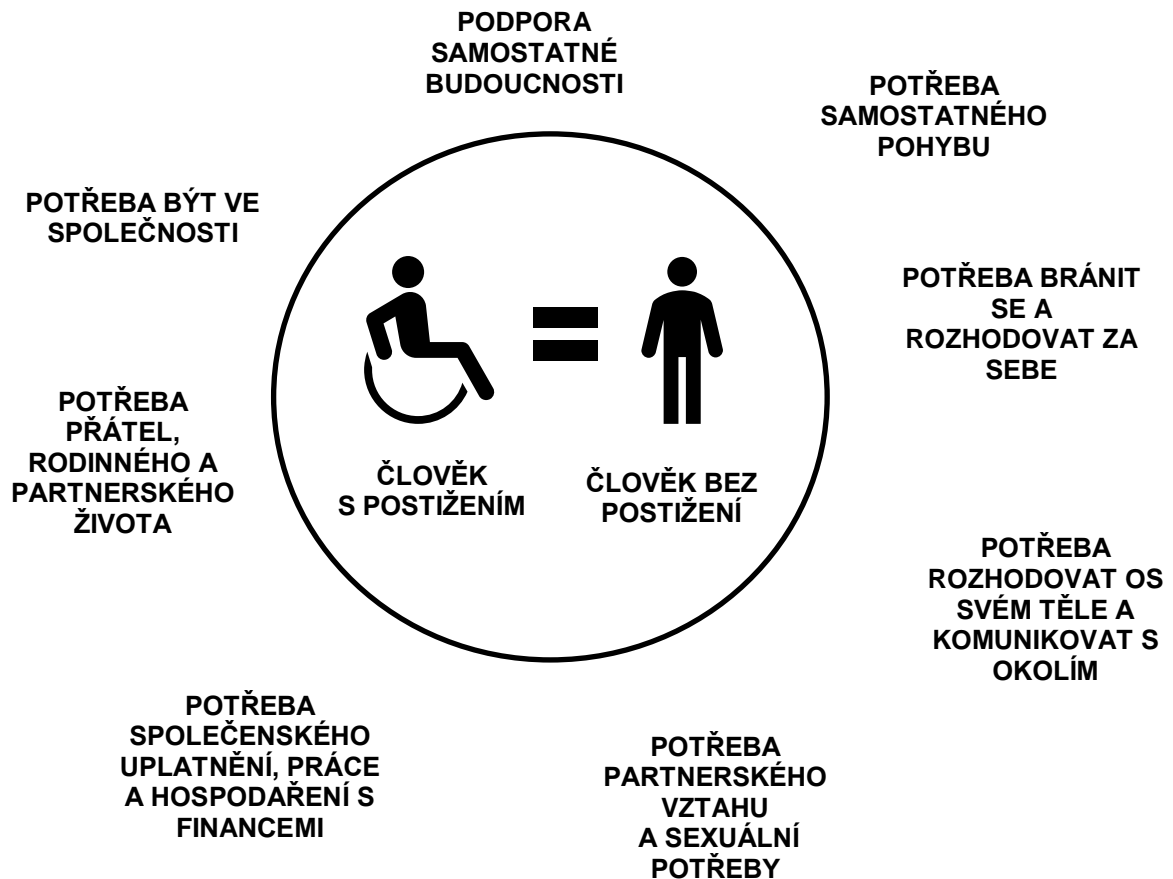 PODPORA
SAMOSTATNÉ
BUDOUCNOSTI
POTŘEBA
SAMOSTATNÉHO
POHYBU
POTŘEBA BÝT VE
SPOLEČNOSTI
POTŘEBA BRÁNIT
SE A
ROZHODOVAT ZA
SEBE
POTŘEBA
PŘÁTEL,
RODINNÉHO A
PARTNERSKÉHO
ŽIVOTA
ČLOVĚK
S POSTIŽENÍM
ČLOVĚK BEZ
POSTIŽENÍ
POTŘEBA
ROZHODOVAT OS
SVÉM TĚLE A
KOMUNIKOVAT S
OKOLÍM
POTŘEBA
SPOLEČENSKÉHO
UPLATNĚNÍ, PRÁCE
A HOSPODAŘENÍ S
FINANCEMI
POTŘEBA
PARTNERSKÉHO
VZTAHU
A SEXUÁLNÍ
POTŘEBY